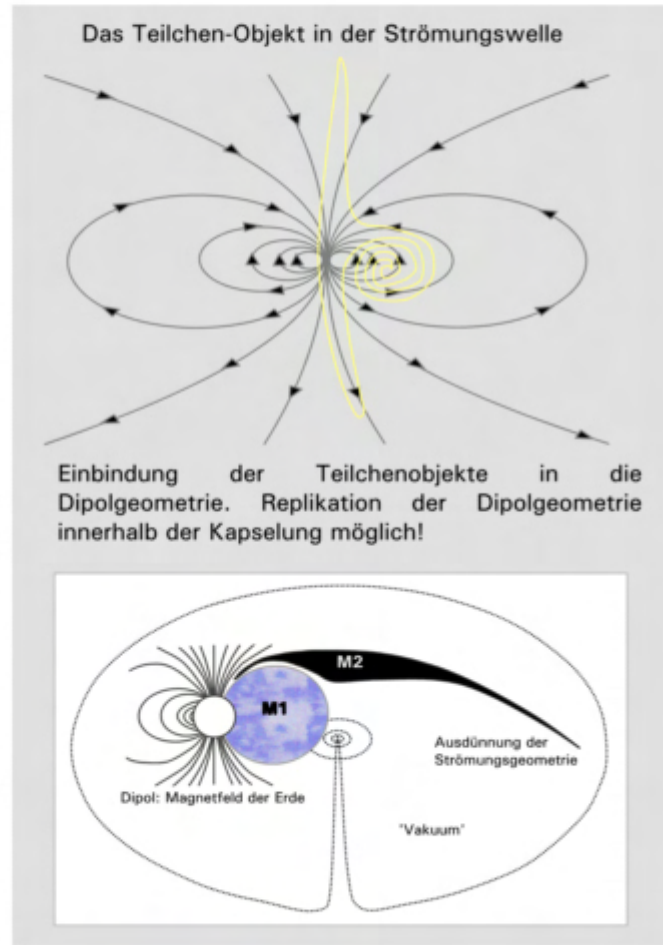 Das Teilchen-Objekt in der Strömungswelle
Einbindung der Teilchenobjekte in die
Dipolgeometrie. Replikation der Dipolgeometrie
innerhalb der Kapselung möglich!
M2
M1
Ausdünnung der
Strömungsgeometrie
Dipol: Magnetfeld der Erde
"Vakuum"